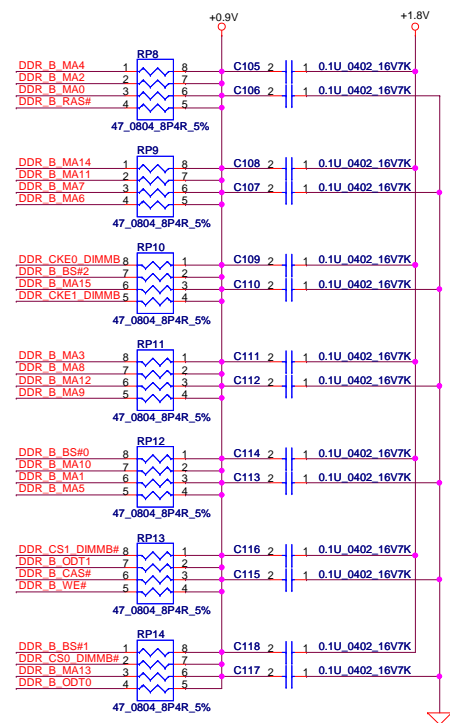 +0.9V +1.8V
RP8
DDR_B_MA4 1 8 C105 2 1 0.1U_0402_16V7K
DDR_B_MA2 2 7
DDR_B_MA0 3 6 C106 2 1 0.1U_0402_16V7K
DDR_B_RAS# 4 5
47_0804_8P4R_5%
RP9
DDR_B_MA14 1 8 C108 2 1 0.1U_0402_16V7K
DDR_B_MA11 2 7
DDR_B_MA7 3 6 C107 2 1 0.1U_0402_16V7K
DDR_B_MA6 4 5
47_0804_8P4R_5%
RP10
DDR_CKE0_DIMMB 8 1 C109 2 1 0.1U_0402_16V7K
DDR_B_BS#2 7 2
DDR_B_MA15 6 3 C110 2 1 0.1U_0402_16V7K
DDR_CKE1_DIMMB 5 4
47_0804_8P4R_5%
RP11
DDR_B_MA3 8 1 C111 2 1 0.1U_0402_16V7K
DDR_B_MA8 7 2
DDR_B_MA12 6 3 C112 2 1 0.1U_0402_16V7K
DDR_B_MA9 5 4
47_0804_8P4R_5%
RP12
DDR_B_BS#0 8 1 C114 2 1 0.1U_0402_16V7K
DDR_B_MA10 7 2
DDR_B_MA1 6 3 C113 2 1 0.1U_0402_16V7K
DDR_B_MA5 5 4
47_0804_8P4R_5%
RP13
DDR_CS1_DIMMB# 8 1 C116 2 1 0.1U_0402_16V7K
DDR_B_ODT1 7 2
DDR_B_CAS# 6 3 C115 2 1 0.1U_0402_16V7K
DDR_B_WE# 5 4
47_0804_8P4R_5%
RP14
DDR_B_BS#1 1 8 C118 2 1 0.1U_0402_16V7K
DDR_CS0_DIMMB# 2 7
DDR_B_MA13 3 6 C117 2 1 0.1U_0402_16V7K
DDR_B_ODT0 4 5
47_0804_8P4R_5%